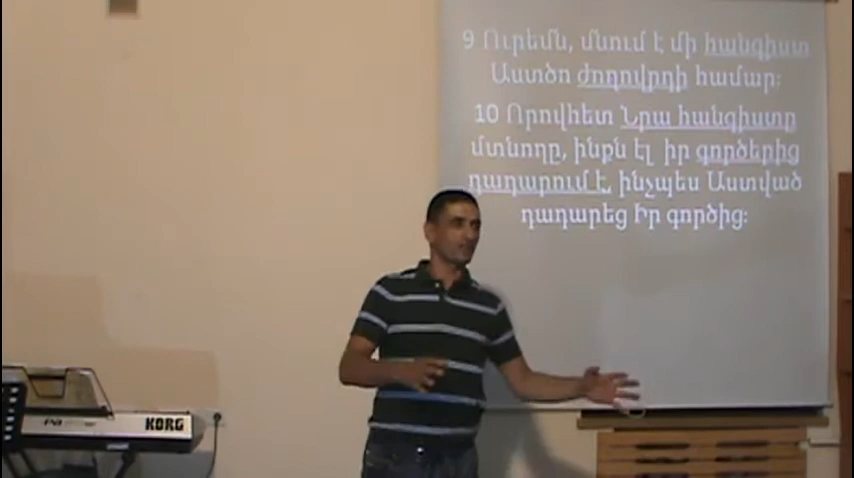 9 Ուրեմն, մնում է մի հանգիստ
Աստծո ժողովրդի համար։
10 Որովհետ Նրա հանգիստը
մտնողը, ինքն էլ իր գործերից
դադարում է, ինչպես Աստված
դադարեց Իր գործից։
KORG